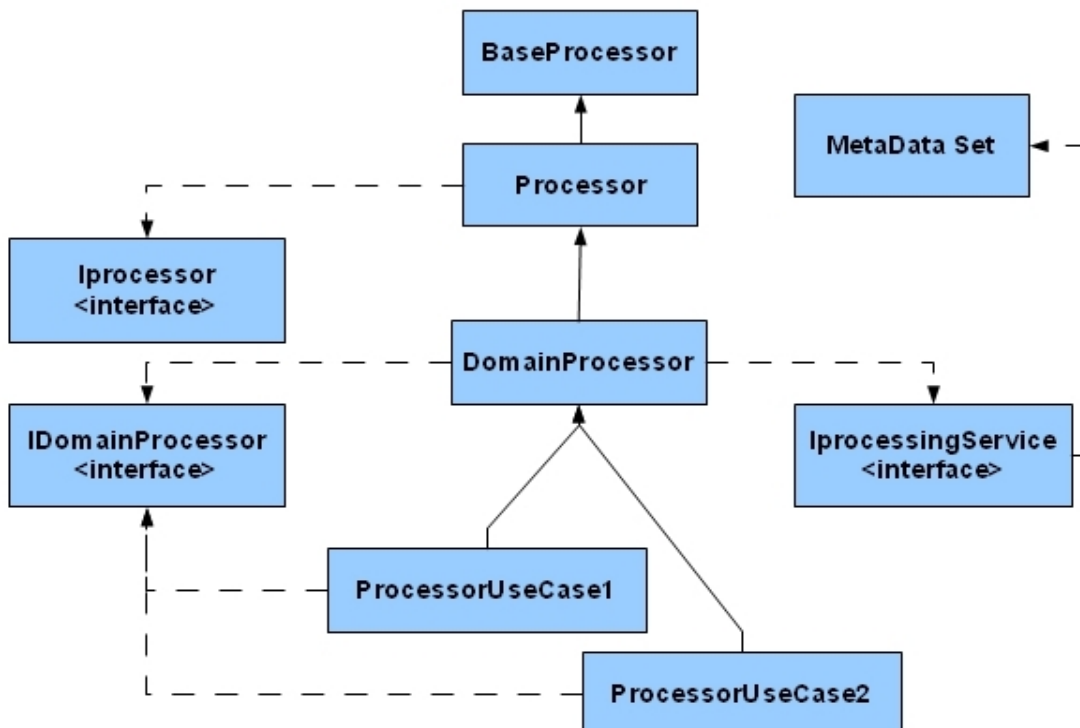 BaseProcessor
MetaData Set
Processor
Iprocessor
<interface>
DomainProcessor
IDomainProcessor
<interface>
IprocessingService
<interface>
ProcessorUseCase1
ProcessorUseCase2